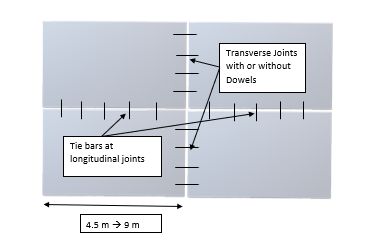 Transverse Joints
with or without
Dowels
Tie bars at
longitudinal joints
4.5 m → 9 m